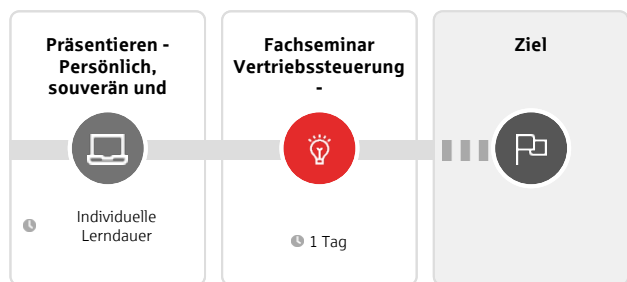 Präsentieren -
Persönlich,
souverän und
Individuelle
Lerndauer
Fachseminar
Vertriebssteuerung
-
1 Tag
Ziel